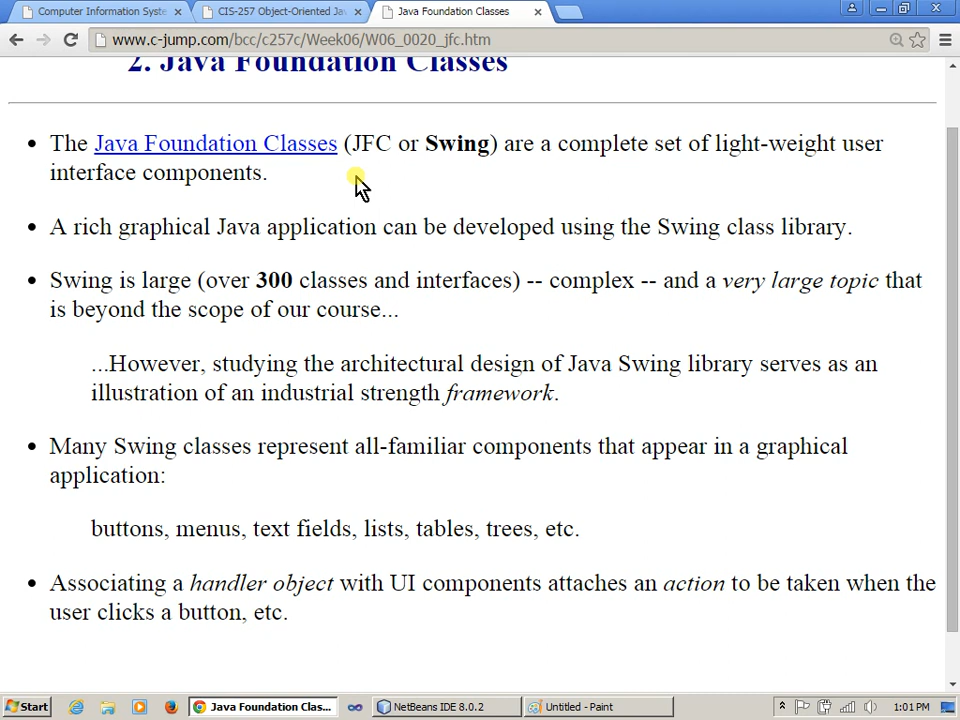 Computer Information Syste
CIS-257 Object-Oriented Jav
Java Foundation Classes
www.c-jump.com/bcc/c257c/Week06/W06_0020_jfc.htm
2. Java Foundation Classes
• The Java Foundation Classes (JFC or Swing) are a complete set of light-weight user
interface components.
• A rich graphical Java application can be developed using the Swing class library.
• Swing is large (over 300 classes and interfaces) -- complex -- and a very large topic that
is beyond the scope of our course...
...However, studying the architectural design of Java Swing library serves as an
illustration of an industrial strength framework.
• Many Swing classes represent all-familiar components that appear in a graphical
application:
buttons, menus, text fields, lists, tables, trees, etc.
• Associating a handler object with UI components attaches an action to be taken when the
user clicks a button, etc.
Start
Java Foundation Clas...
NetBeans IDE 8.0.2
Untitled - Paint
1:01 PM